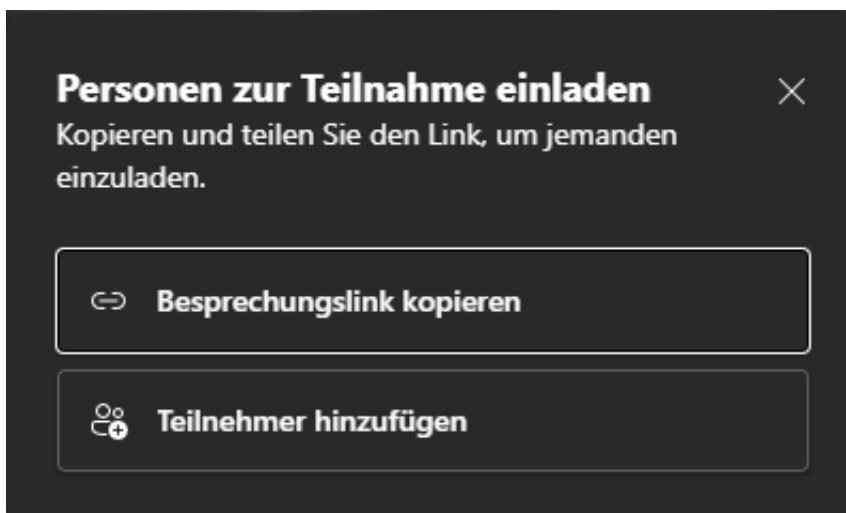 Personen zur Teilnahme einladen
Kopieren und teilen Sie den Link, um jemanden
einzuladen.
Besprechungslink kopieren
Teilnehmer hinzufügen